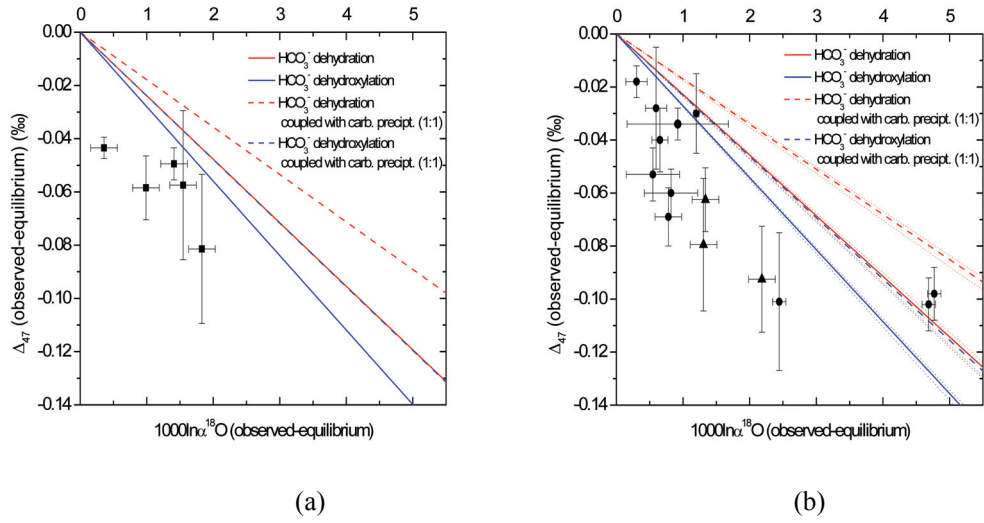 0 1 2 3 4 5
0.00
-0.02
-0.04
-0.06
-0.08
-0.10
-0.12
-0.14
Δ47 (observed-equilibrium) (‰)
HCO3- dehydration
HCO3- dehydroxylation
HCO3- dehydration
coupled with carb. precipt. (1:1)
HCO3- dehydroxylation
coupled with carb. precipt. (1:1)
1000lnα18O (observed-equilibrium)
(a)
0 1 2 3 4 5
0.00
-0.02
-0.04
-0.06
-0.08
-0.10
-0.12
-0.14
Δ47 (observed-equilibrium) (‰)
HCO3- dehydration
HCO3- dehydroxylation
HCO3- dehydration
coupled with carb. precipt. (1:1)
HCO3- dehydroxylation
coupled with carb. precipt. (1:1)
1000lnα18O (observed-equilibrium)
(b)